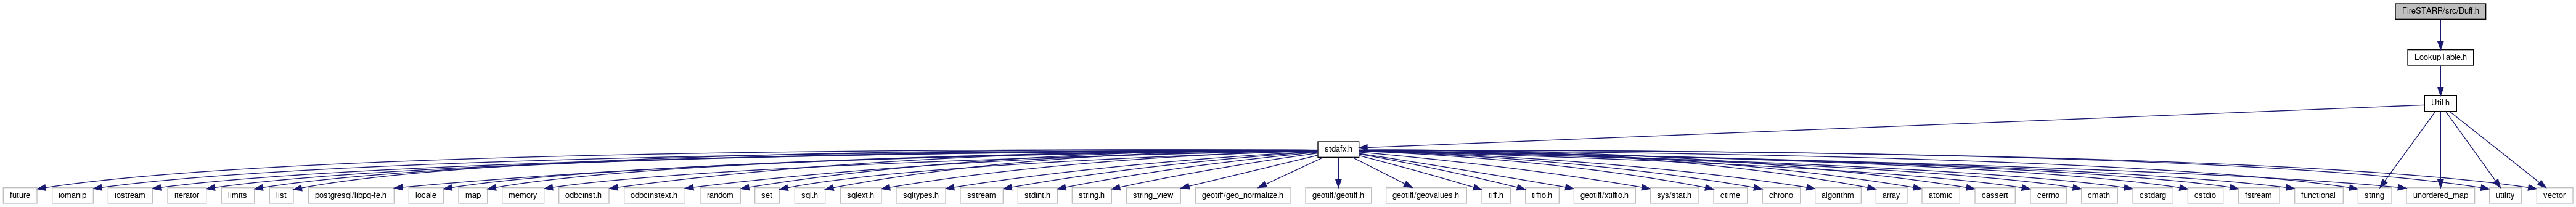 FireSTARR/src/Duff.h
LookupTable.h
Util.h
stdafx.h
future
iomanip
iostream
iterator
limits
list
postgresql/libpq-fe.h
locale
map
memory
odbcinst.h
odbcinstext.h
random
set
sql.h
sqlext.h
sqltypes.h
sstream
stdint.h
string.h
string_view
geotiff/geo_normalize.h
geotiff/geotiff.h
geotiff/geovalues.h
tiff.h
tiffio.h
geotiff/xtiffio.h
sys/stat.h
ctime
chrono
algorithm
array
atomic
cassert
cerrno
cmath
cstdarg
cstdio
fstream
functional
string
unordered_map
utility
vector